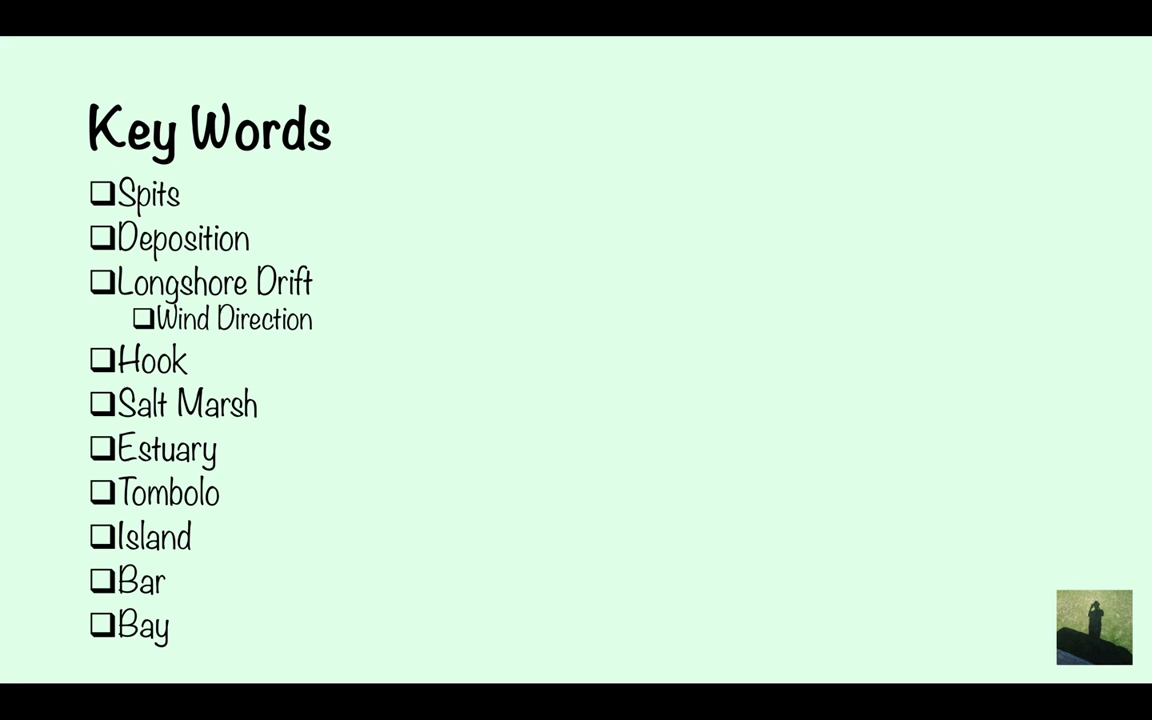 Key Words
❑Spits
❑Deposition
❑Longshore Drift
❑Wind Direction
❑Hook
❑Salt Marsh
❑Estuary
❑Tombolo
❑Island
❑Bar
❑Bay